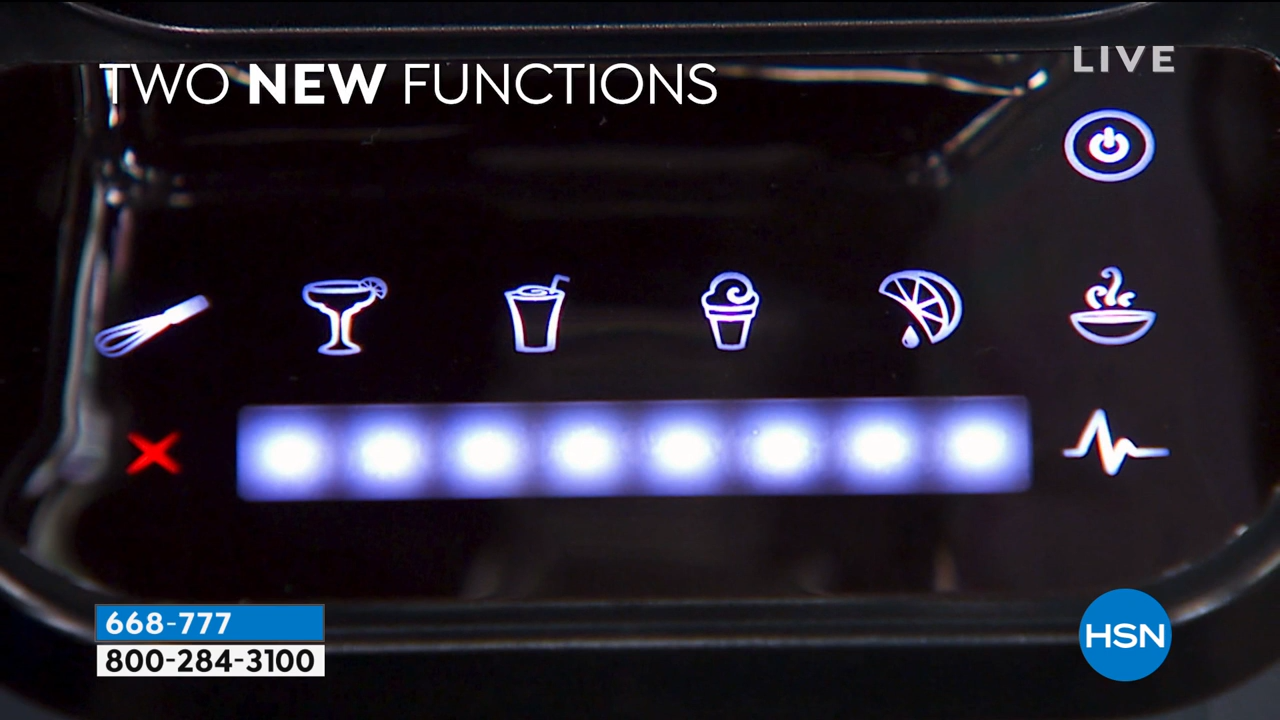 TWO NEW FUNCTIONS
LIVE
668-777
800-284-3100
HSN